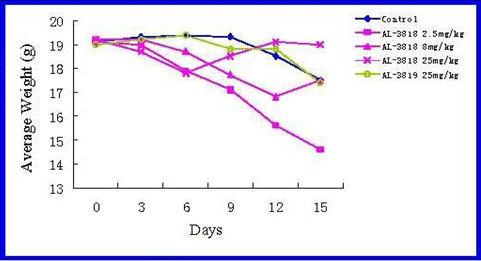 20
19
18
17
16
15
14
13
Average Weight (g)
0 3 6 9 12 15
Days
Control
AL-3818 2.5mg/kg
AL-3818 8mg/kg
AL-3818 25mg/kg
AL-3819 25mg/kg